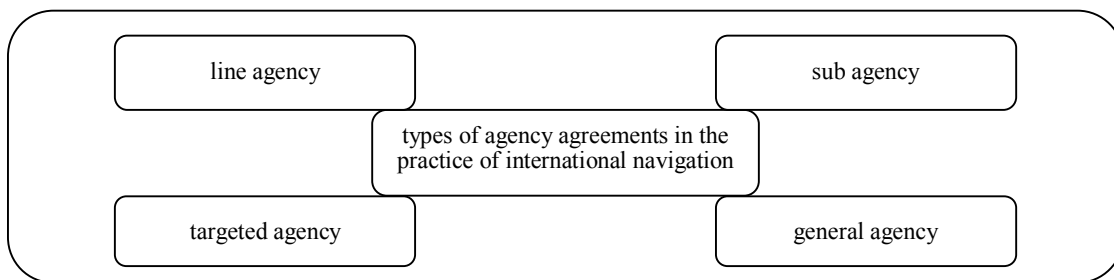 line agency
sub agency
types of agency agreements in the
practice of international navigation
targeted agency
general agency